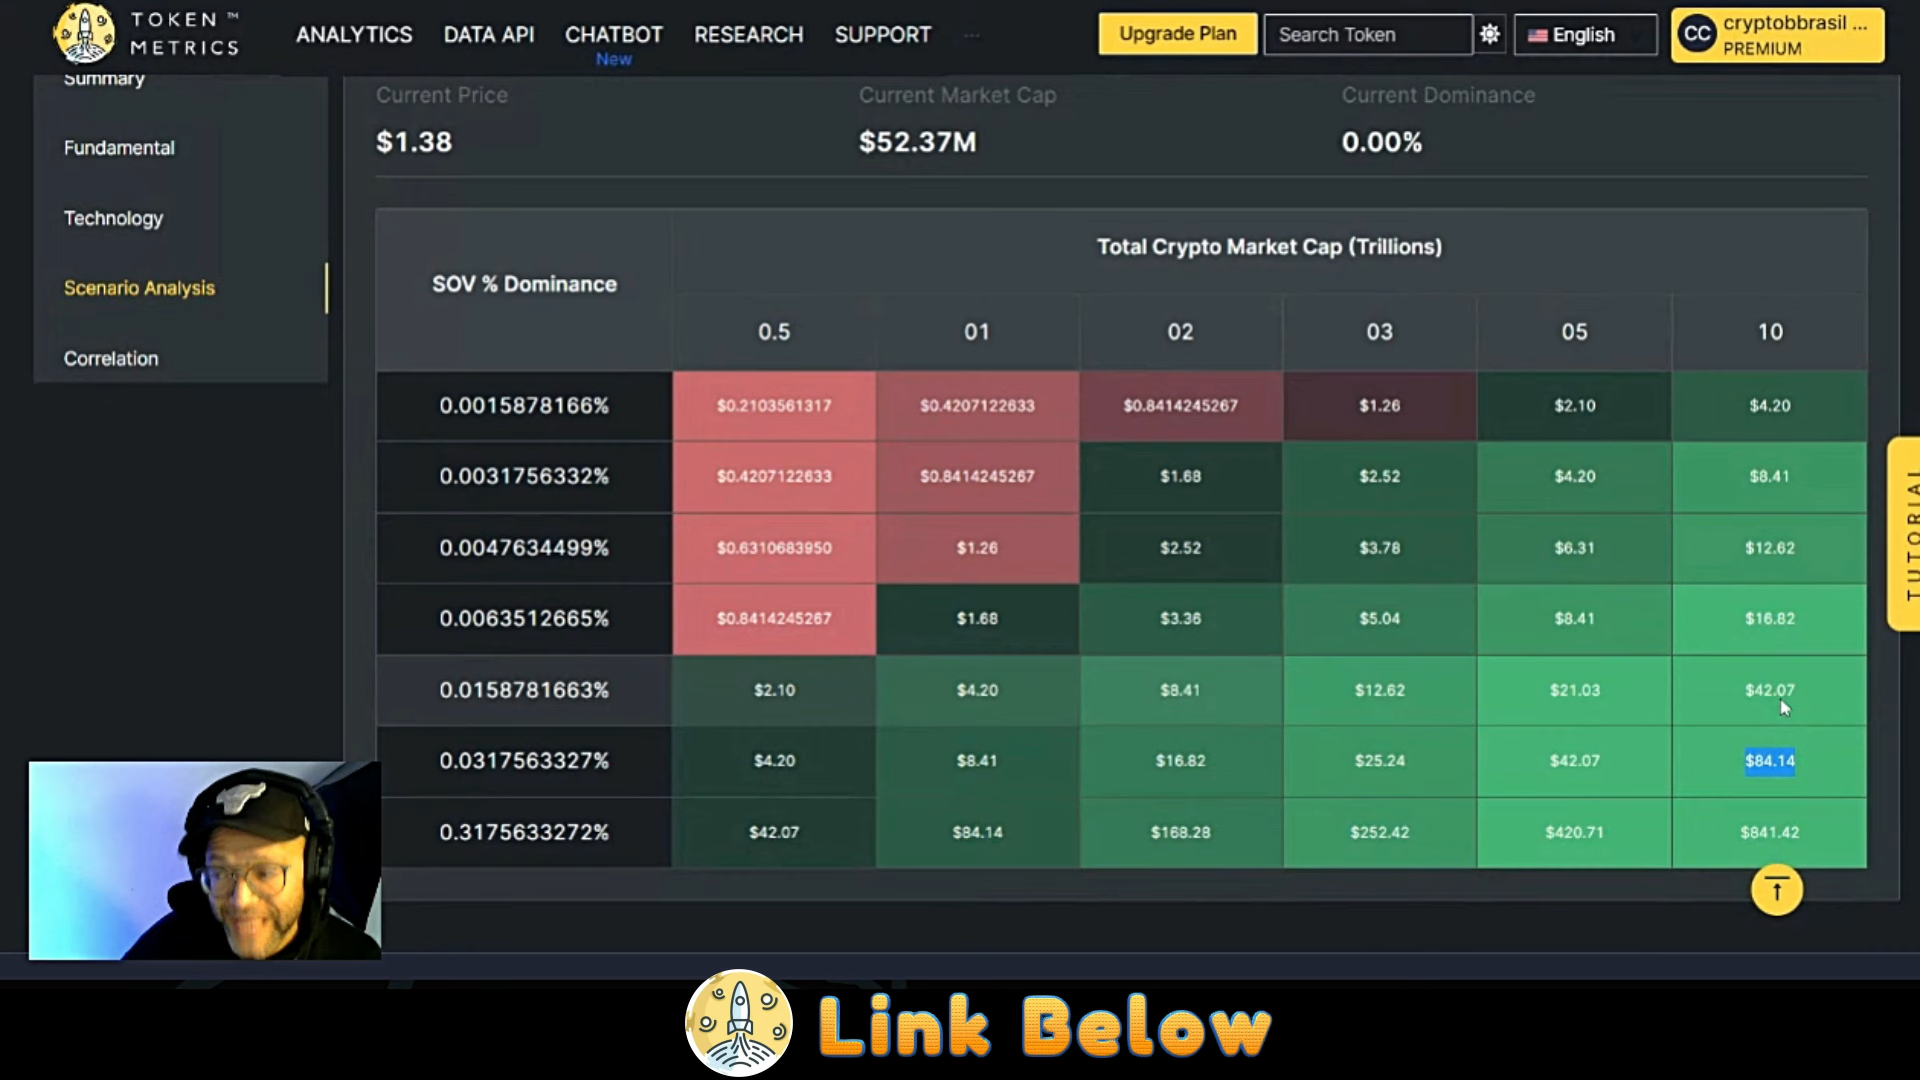 TOKEN ™
METRICS
ANALYTICS DATA API CHATBOT RESEARCH SUPPORT ...
New
Upgrade Plan
Search Token
English
CC
cryptobbrasil ...
PREMIUM
Summary
Fundamental
Technology
Scenario Analysis
Correlation
Current Price Current Market Cap Current Dominance
$1.38 $52.37M 0.00%
SOV % Dominance
Total Crypto Market Cap (Trillions)
0.5 01 02 03 05 10
0.0015878166% $0.2103561317 $0.4207122633 $0.8414245267 $1.26 $2.10 $4.20
0.0031756332% $0.4207122633 $0.8414245267 $1.68 $2.52 $4.20 $8.41
0.0047634499% $0.6310683950 $1.26 $2.52 $3.78 $6.31 $12.62
0.0063512665% $0.8414245267 $1.68 $3.36 $5.04 $8.41 $16.82
0.0158781663% $2.10 $4.20 $8.41 $12.62 $21.03 $42.07
0.0317563327% $4.20 $8.41 $16.82 $25.24 $42.07 $84.14
0.3175633272% $42.07 $84.14 $168.28 $252.42 $420.71 $841.42
TUTORIAL
Link Below